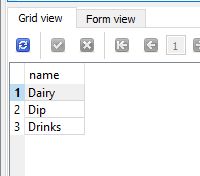 Grid view Form view
1
name
1 Dairy
2 Dip
3 Drinks